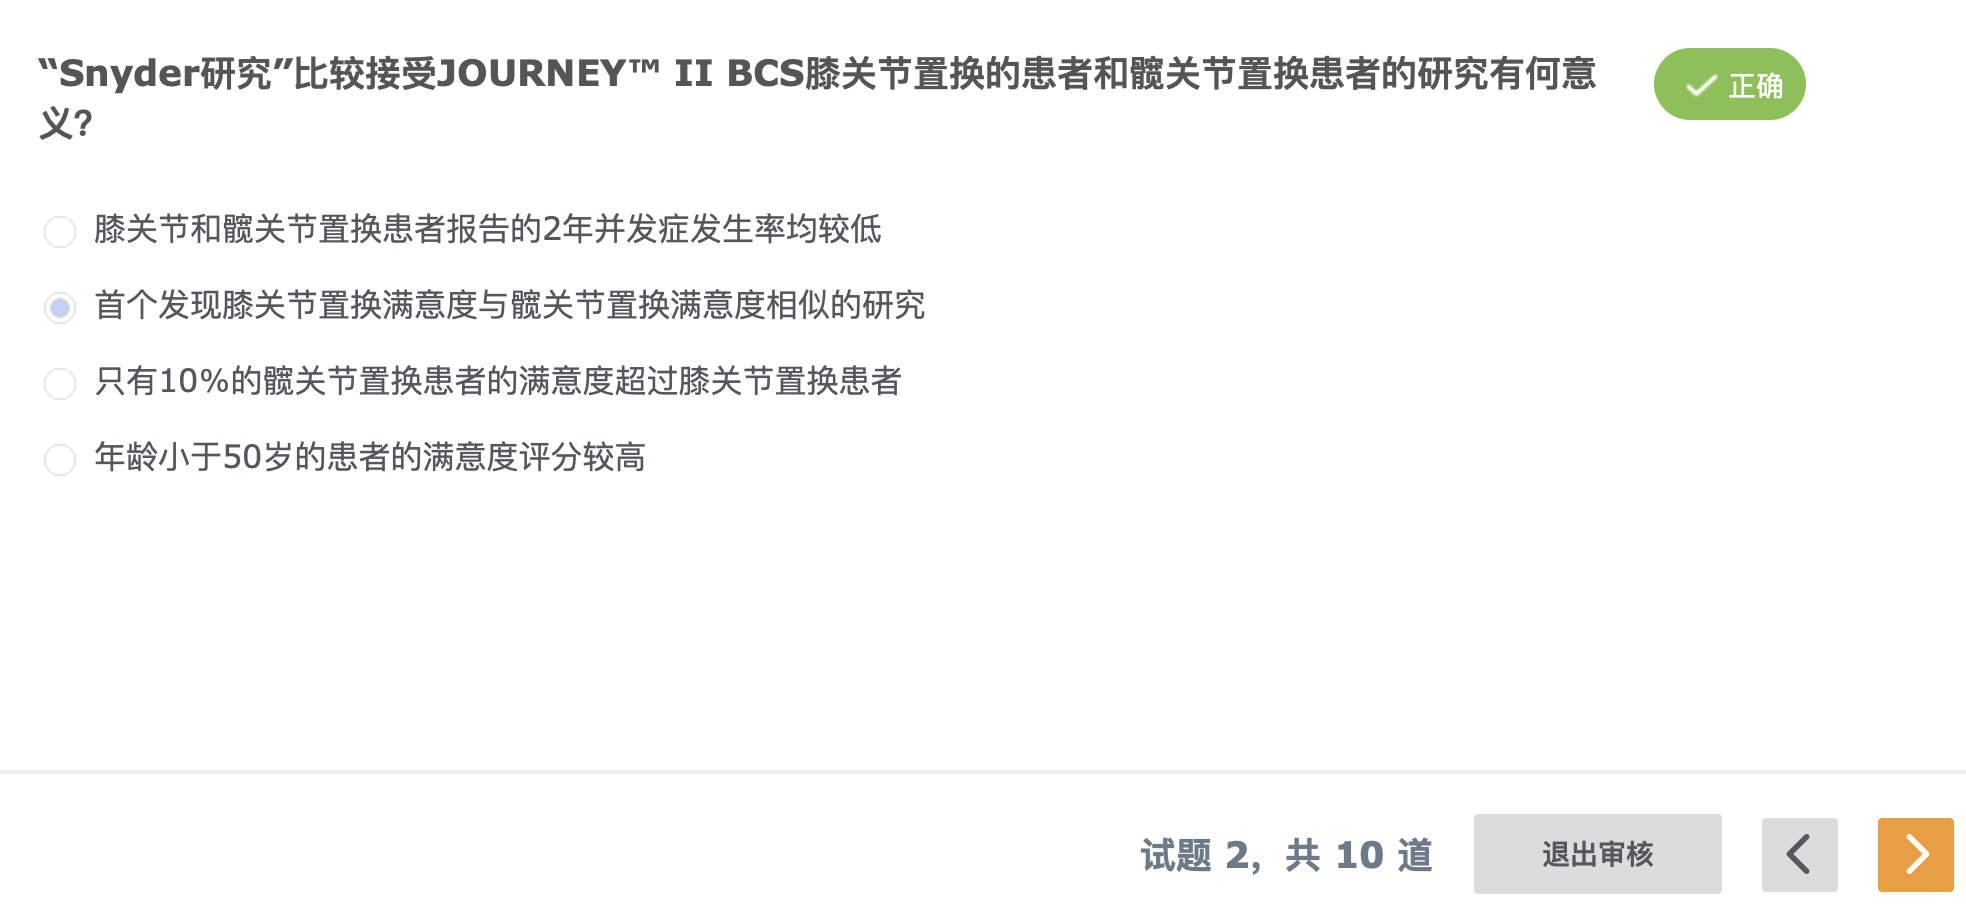 “Snyder研究”比较接受JOURNEY™ II BCS膝关节置换的患者和髋关节置换患者的研究有何意
义?
正确
膝关节和髋关节置换患者报告的2年并发症发生率均较低
首个发现膝关节置换满意度与髋关节置换满意度相似的研究
只有10%的髋关节置换患者的满意度超过膝关节置换患者
年龄小于50岁的患者的满意度评分较高
试题 2, 共 10 道
退出审核